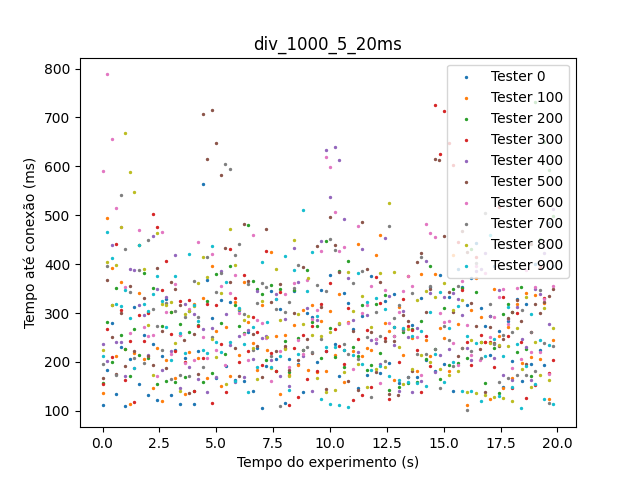 div_1000_5_20ms
Tempo até conexão (ms)
800
700
600
500
400
300
200
100
Tester 0
Tester 100
Tester 200
Tester 300
Tester 400
Tester 500
Tester 600
Tester 700
Tester 800
Tester 900
0.0 2.5 5.0 7.5 10.0 12.5 15.0 17.5 20.0
Tempo do experimento (s)